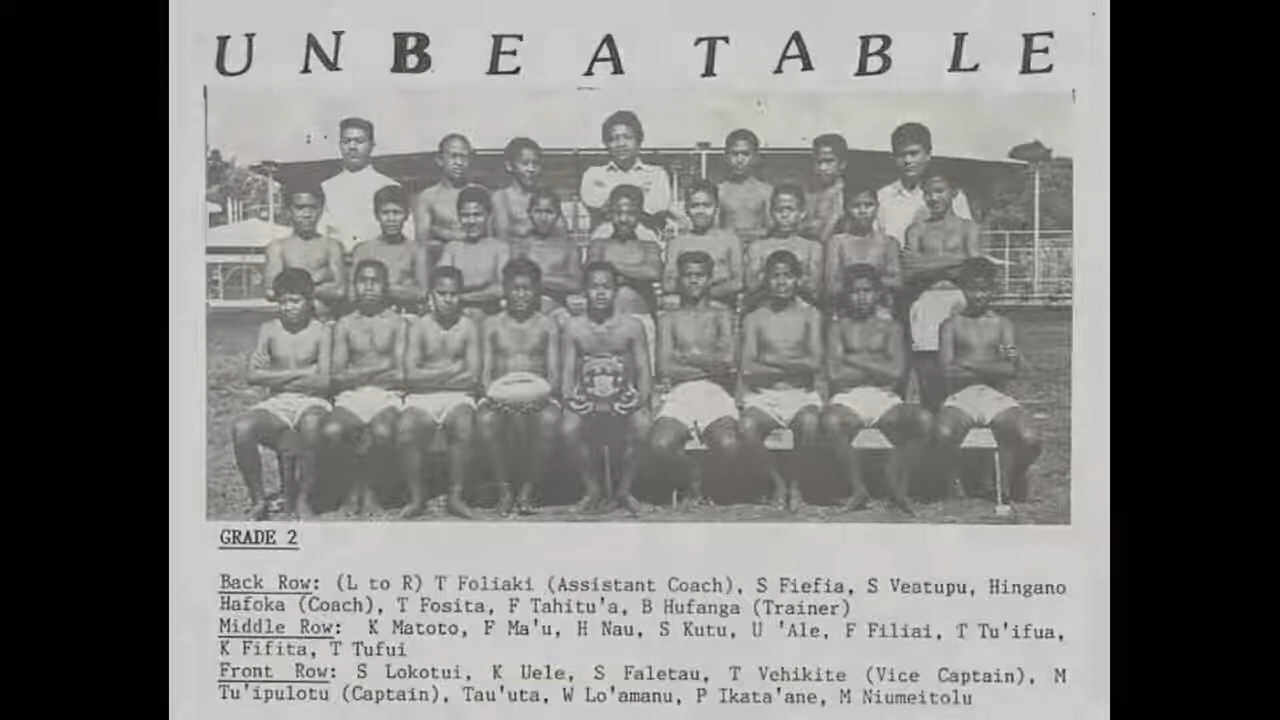 UNBEATABLE
GRADE 2
Back Row: (L to R) T Foliaki (Assistant Coach), S Fiefia, S Veatupu, Hingano
Hafoka (Coach), T Fosita, F Tahitu'a, B Hufanga (Trainer)
Middle Row: K Matoto, F Ma'u, H Nau, S Kutu, U 'Ale, F Filiai, T Tu'ifua,
K Fifita, T Tufui
Front Row: S Lokotui, K Uele, S Faletau, T Vehikite (Vice Captain), M
Tu'ipulotu (Captain), Tau'uta, W Lo'amanu, P Ikata'ane, M Niumeitolu